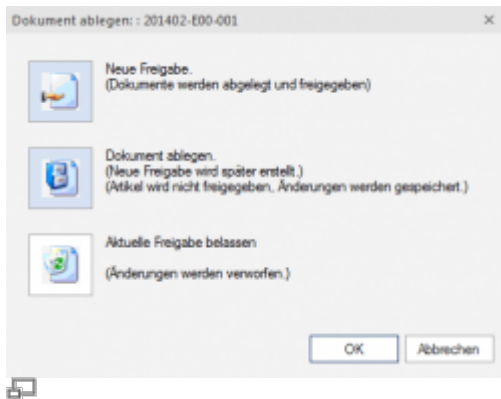 Dokument ablegen: : 201402-E00-001
Neue Freigabe.
(Dokumente werden abgelegt und freigegeben)
Dokument ablegen.
(Neue Freigabe wird später erstellt.)
(Artikel wird nicht freigegeben, Änderungen werden gespeichert.)
Aktuelle Freigabe belassen
(Änderungen werden verworfen.)
OK Abbrechen